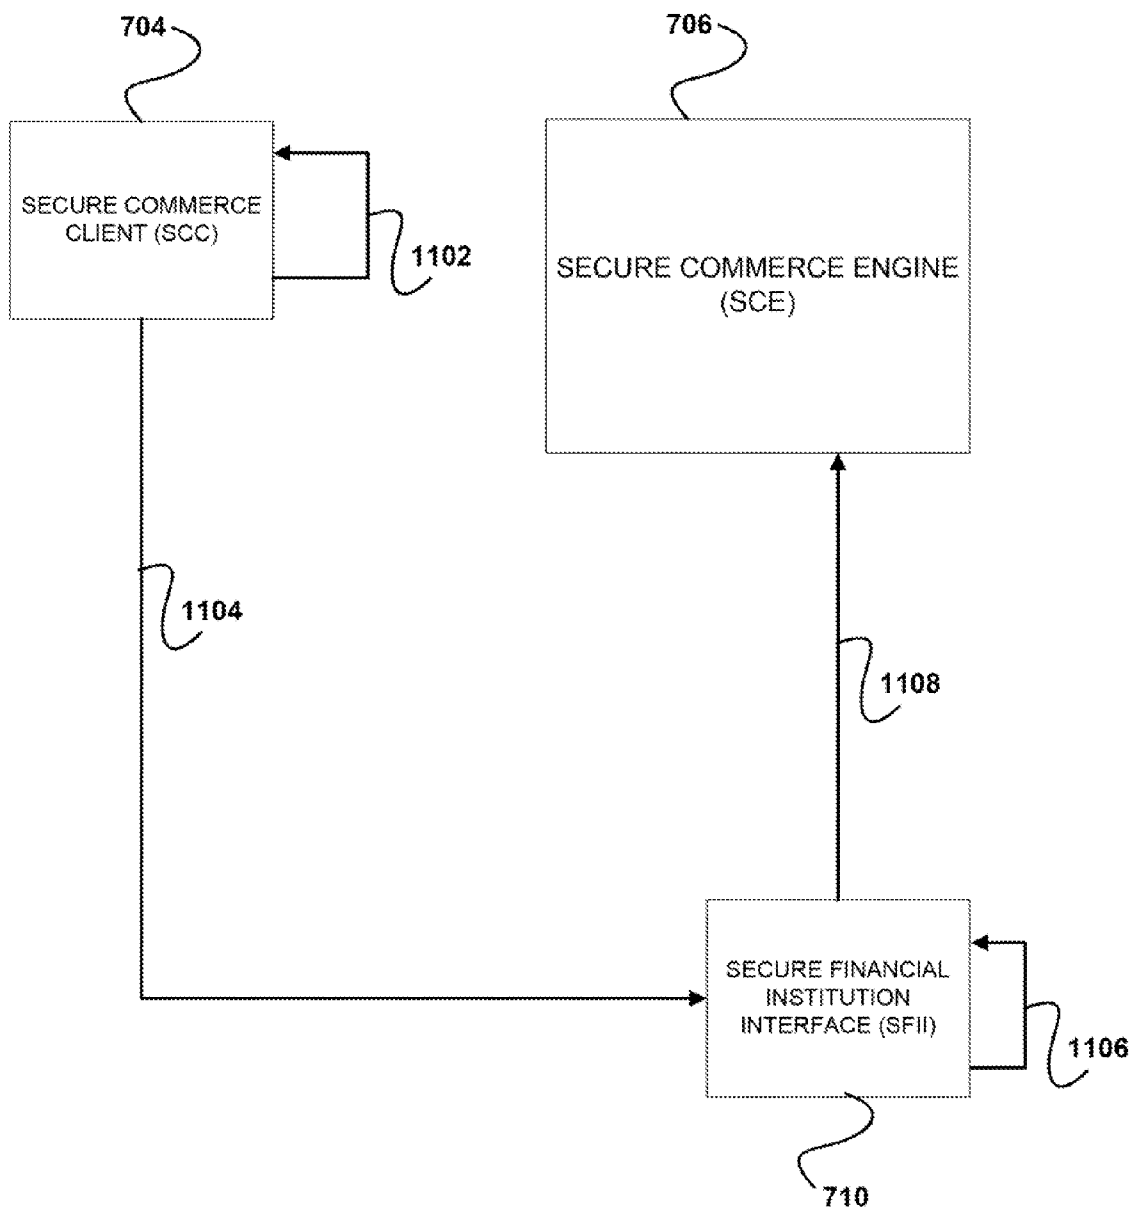 704
706
SECURE COMMERCE
CLIENT (SCC)
1102
SECURE COMMERCE ENGINE
(SCE)
1104
1108
SECURE FINANCIAL
INSTITUTION
INTERFACE (SFII)
1106
710